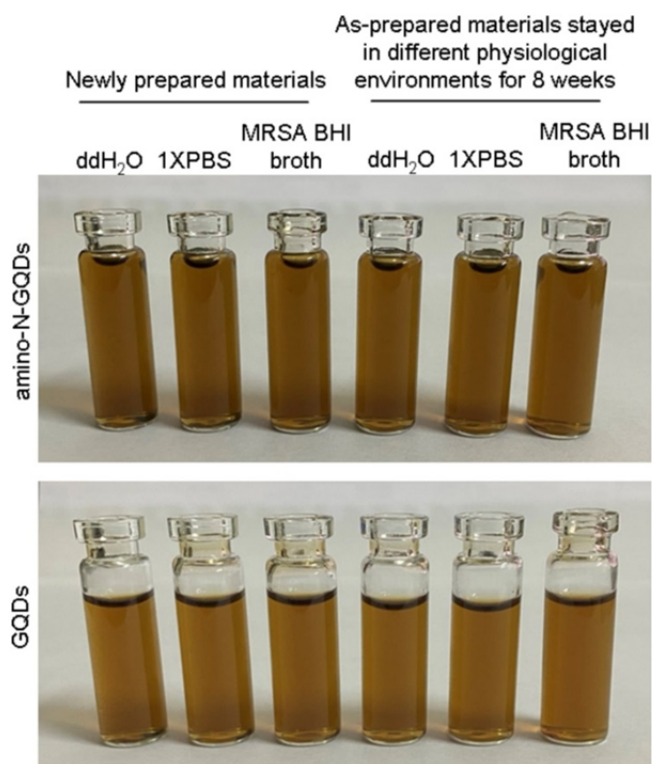 As-prepared materials stayed
in different physiological
environments for 8 weeks
Newly prepared materials
ddH₂O 1XPBS MRSA BHI broth ddH₂O 1XPBS MRSA BHI broth
amino-N-GQDs
GQDs